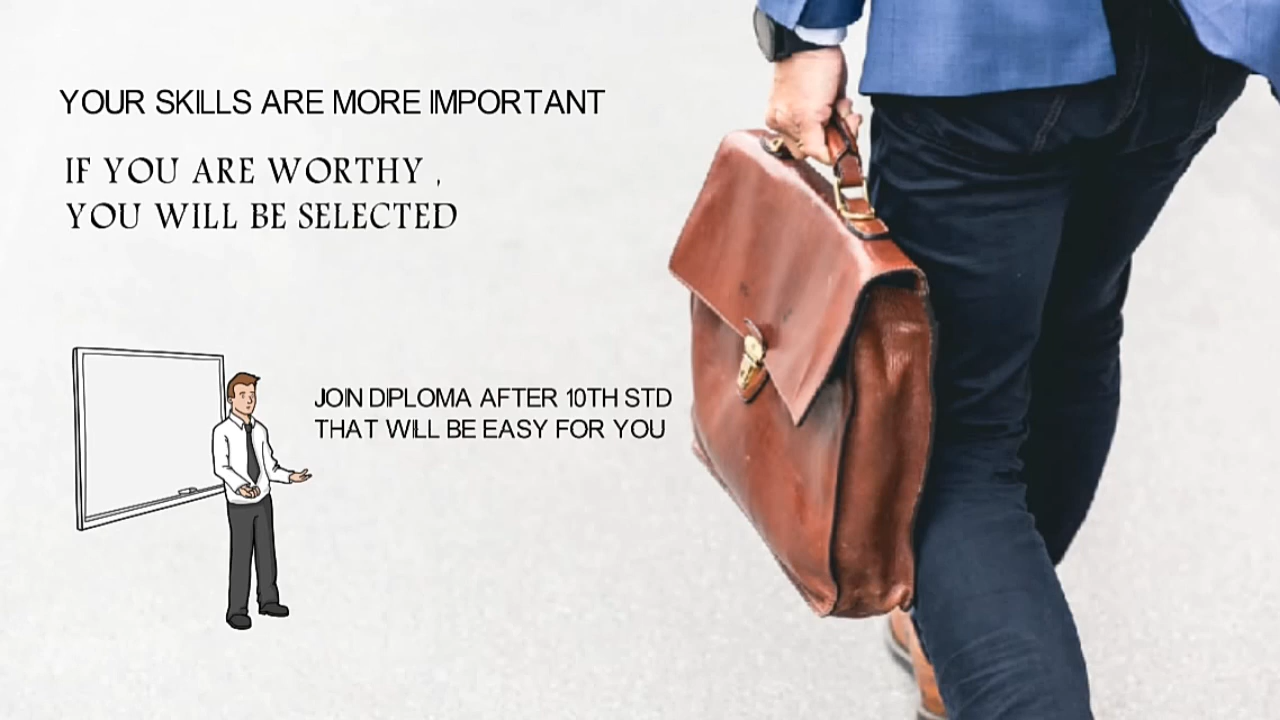 YOUR SKILLS ARE MORE IMPORTANT
IF YOU ARE WORTHY ,
YOU WILL BE SELECTED
JOIN DIPLOMA AFTER 10TH STD
THAT WILL BE EASY FOR YOU